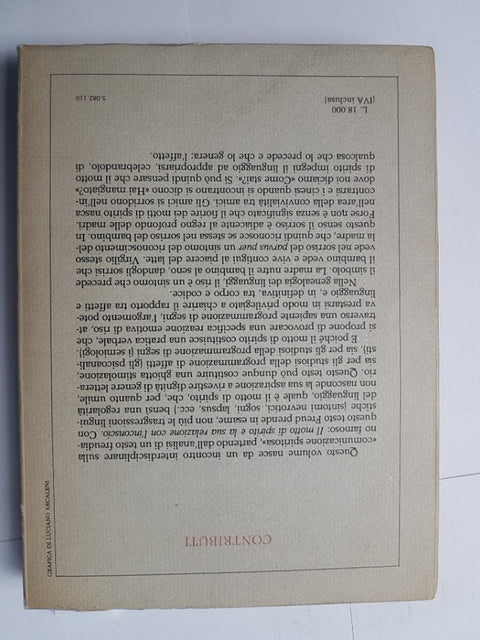 CONTRIBUTI
Questo volume nasce da un incontro interdisciplinare sulla
«comunicazione spiritosa», partendo dall'analisi di un testo freudia-
no famoso: Il motto di spirito e la sua relazione con l'inconscio. Con
questo testo Freud prende in esame, non più le trasgressioni lingui-
stiche (sintomi nevrotici, sogni, lapsus, ecc.) bensì una regolarità
del linguaggio, quale è il motto di spirito, che, per quanto umile,
non nasconde la sua aspirazione a rivestire dignità di genere lettera-
rio. Questo testo può dunque costituire una ghiotta stimolazione,
sia per gli studiosi della programmazione di affetti (gli psicoanali-
sti), sia per gli studiosi della programmazione di segni (i semiologi).
E poiché il motto di spirito costituisce una pratica verbale, che
si propone di provocare una specifica reazione emotiva di riso, at-
traverso una sapiente programmazione di segni, l'argomento pote-
va prestarsi in modo privilegiato a chiarire il rapporto tra affetti e
linguaggio e, in definitiva, tra corpo e codice.
Nella genealogia dei linguaggi, il riso è un sintomo che precede
il simbolo. La madre nutre il bambino al seno, dandogli sorrisi che
il bambino vede e vive contigui al piacere del latte. Virgilio stesso
vede nel sorriso del parvus puer un sintomo del riconoscimento del-
la madre, che quindi riconosce se stessa nel sorriso del bambino. In
questo senso il sorriso è adiacente al regno profondo delle madri.
Forse non è senza significato che il fiorire dei motti di spirito nasca
nell'area della convivialità tra amici. Gli amici si sorridono nell'in-
contrarsi e i cinesi quando si incontrano si dicono «Hai mangiato?»
dove noi diciamo «Come stai?». Si può quindi pensare che il motto
di spirito impegni il linguaggio ad appropriarsi, celebrandolo, di
qualcosa che lo precede e che lo genera: l'affetto.
L. 18.000
(IVA inclusa)
5.082 110
GRAFICA DI LUCIANO ARCALENI